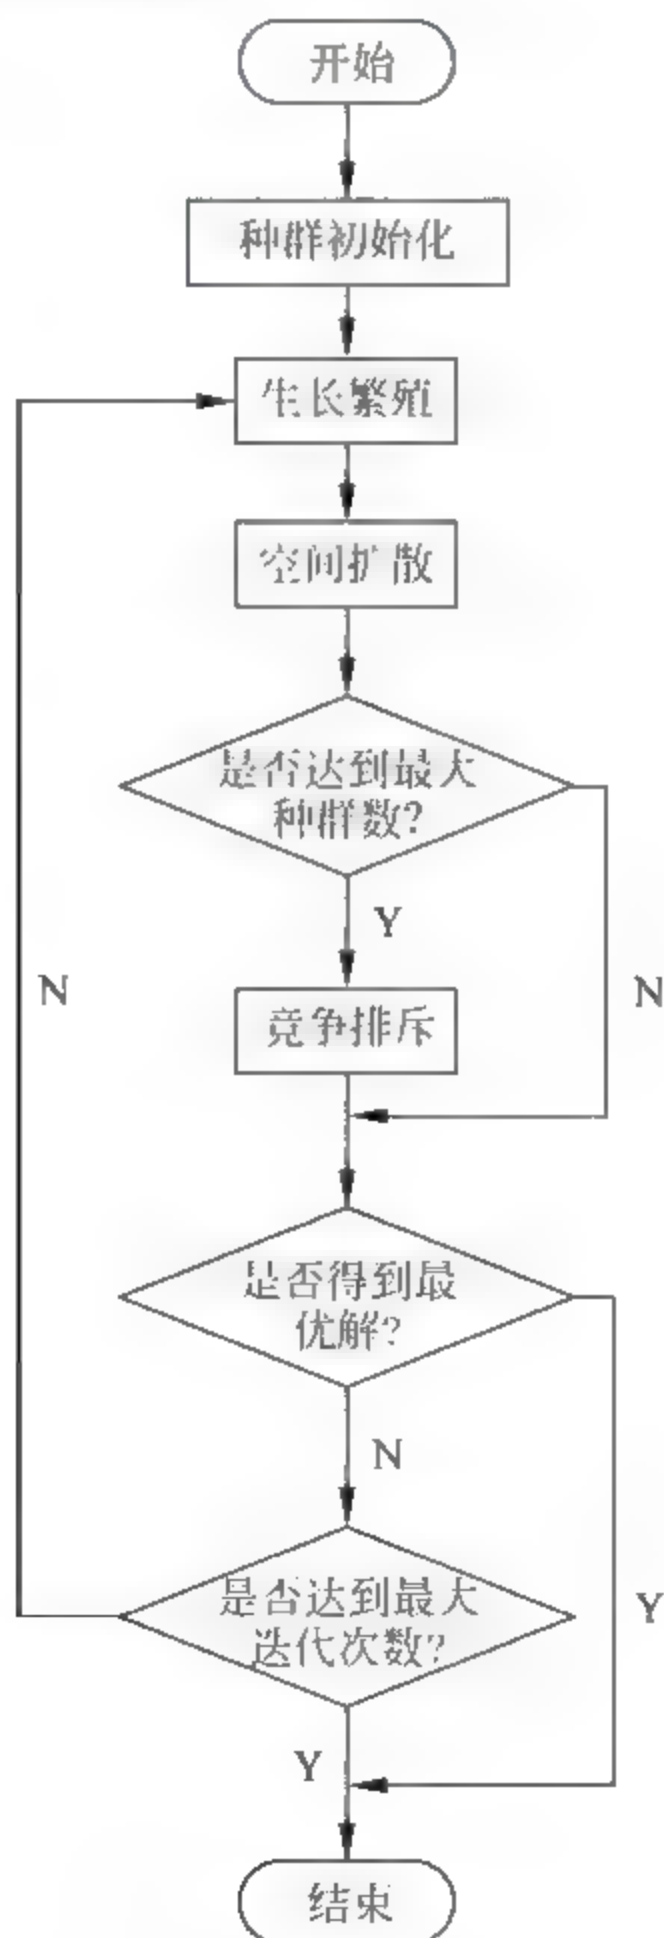 开始
种群初始化
生长繁殖
空间扩散
是否达到最大
种群数?
Y
N
N
竞争排斥
是否得到最
优解?
N
Y
是否达到最大
迭代次数?
Y
结束